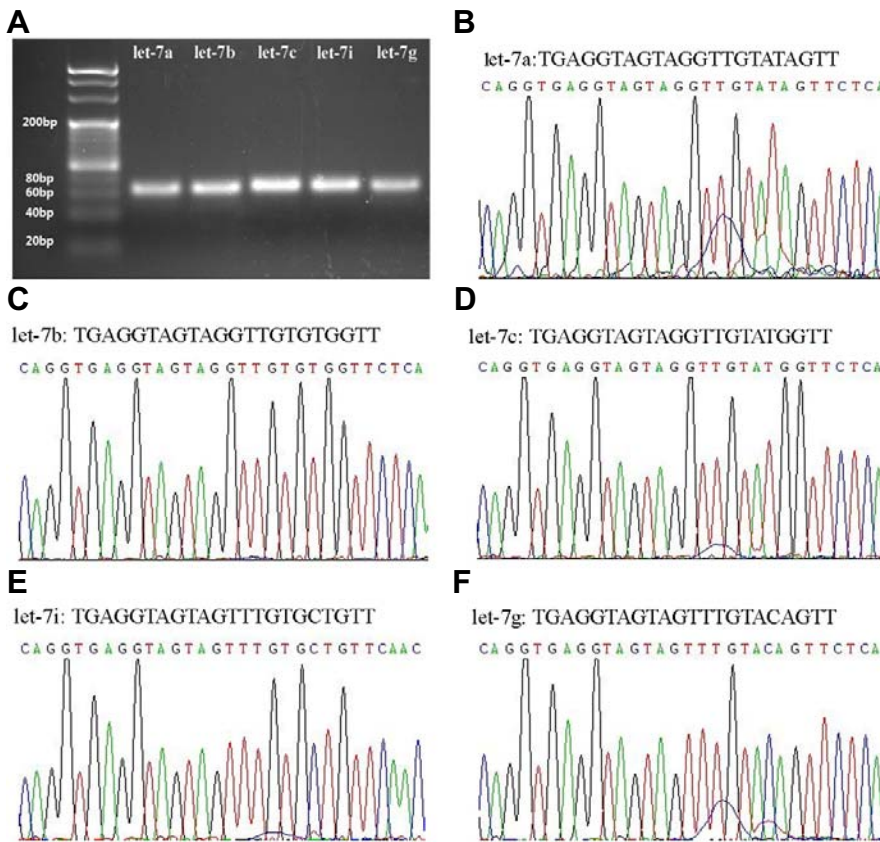 A
let-7a let-7b let-7c let-7i let-7g
200bp
80bp
60bp
40bp
20bp
B
let-7a:TGAGGTAGTAGGTTGTATAGTT
CAGGTGAGGTAGTAGGTTGTATAGTTCTCA
C
let-7b: TGAGGTAGTAGGTTGTGTGGTT
CAGGTGAGGTAGTAGGTTGTGTGGTTCTCA
D
let-7c: TGAGGTAGTAGGTTGTATGGTT
CAGGTGAGGTAGTAGGTTGTATGGTTCTCA
E
let-7i: TGAGGTAGTAGTTTGTGCTGTT
CAGGTGAGGTAGTAGTTTGTGCTGTTCAAC
F
let-7g: TGAGGTAGTAGTTTGTACAGTT
CAGGTGAGGTAGTAGTTTGTACAGTTCTCA